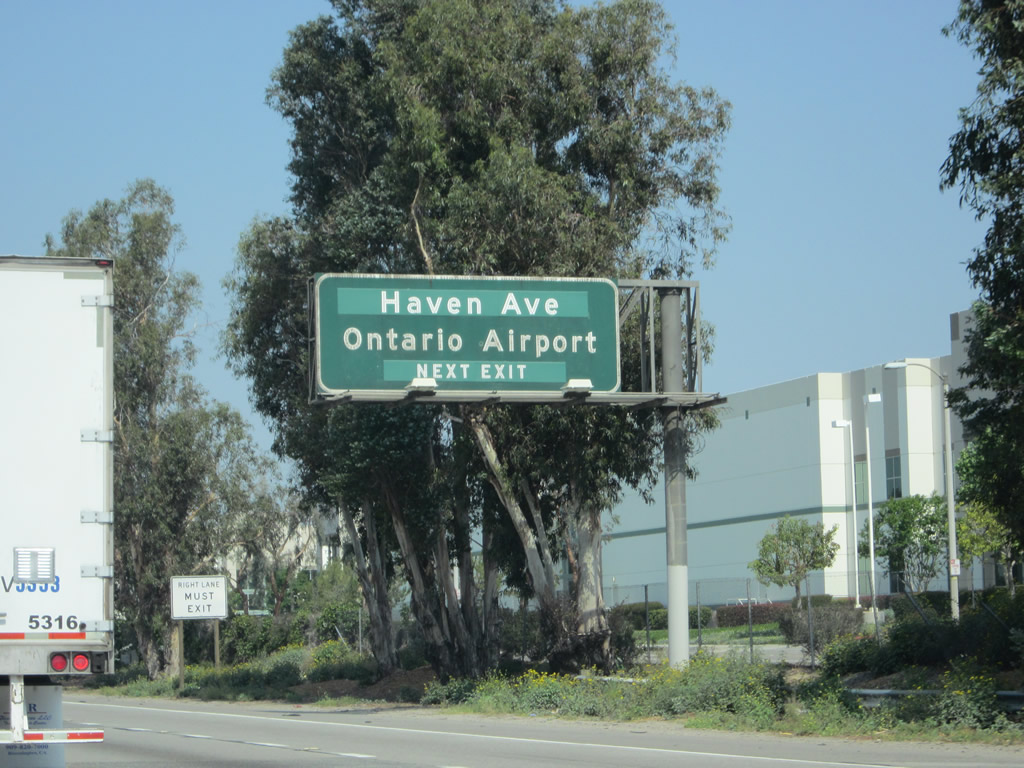 Haven Ave
Ontario Airport
NEXT EXIT
RIGHT LANE
MUST
EXIT
5316